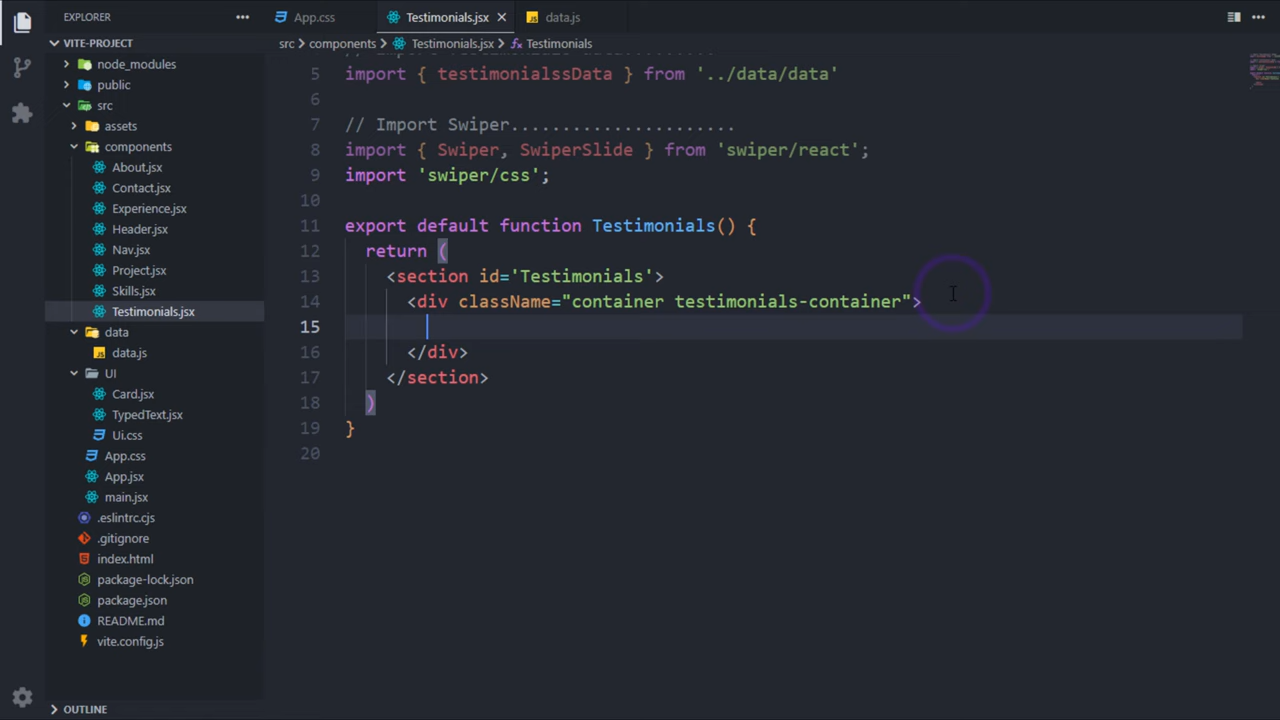 EXPLORER
VITE-PROJECT
node_modules
public
src
assets
components
About.jsx
Contact.jsx
Experience.jsx
Header.jsx
Nav.jsx
Project.jsx
Skills.jsx
Testimonials.jsx
data
data.js
UI
Card.jsx
TypedText.jsx
Ui.css
App.css
App.jsx
main.jsx
.eslintrc.cjs
.gitignore
index.html
package-lock.json
package.json
README.md
vite.config.js
OUTLINE
App.css Testimonials.jsx data.js
src > components > Testimonials.jsx > Testimonials
5 import { testimonialssData } from '../data/data'
6
7 // Import Swiper......................
8 import { Swiper, SwiperSlide } from 'swiper/react';
9 import 'swiper/css';
10
11 export default function Testimonials() {
12 return (
13 <section id='Testimonials'>
14 <div className="container testimonials-container">
15
16 </div>
17 </section>
18 )
19 }
20